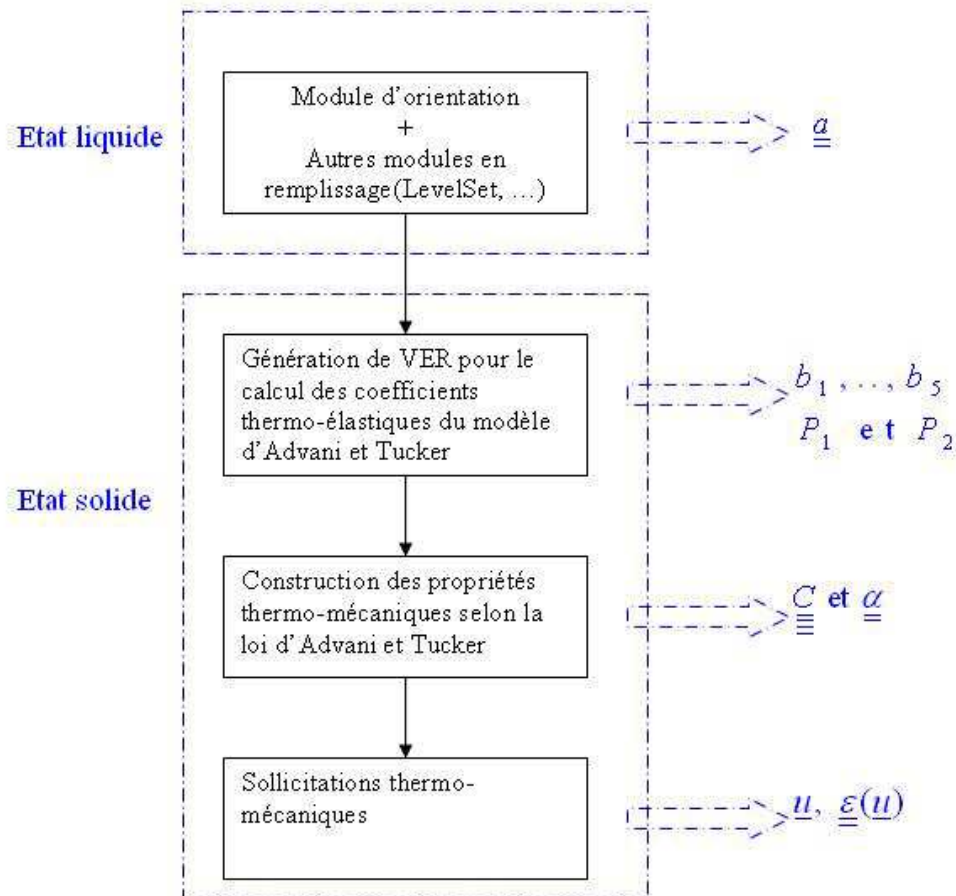 Module d'orientation
+
Autres modules en
remplissage(LevelSet, ...)
Etat liquide
a
Génération de VER pour le
calcul des coefficients
thermo-élastiques du modèle
d'Advani et Tucker
b1 , .., b5
P1 et P2
Etat solide
Construction des propriétés
thermo-mécaniques selon la
loi d'Advani et Tucker
C et α
Sollicitations thermo-
mécaniques
u, ε(u)